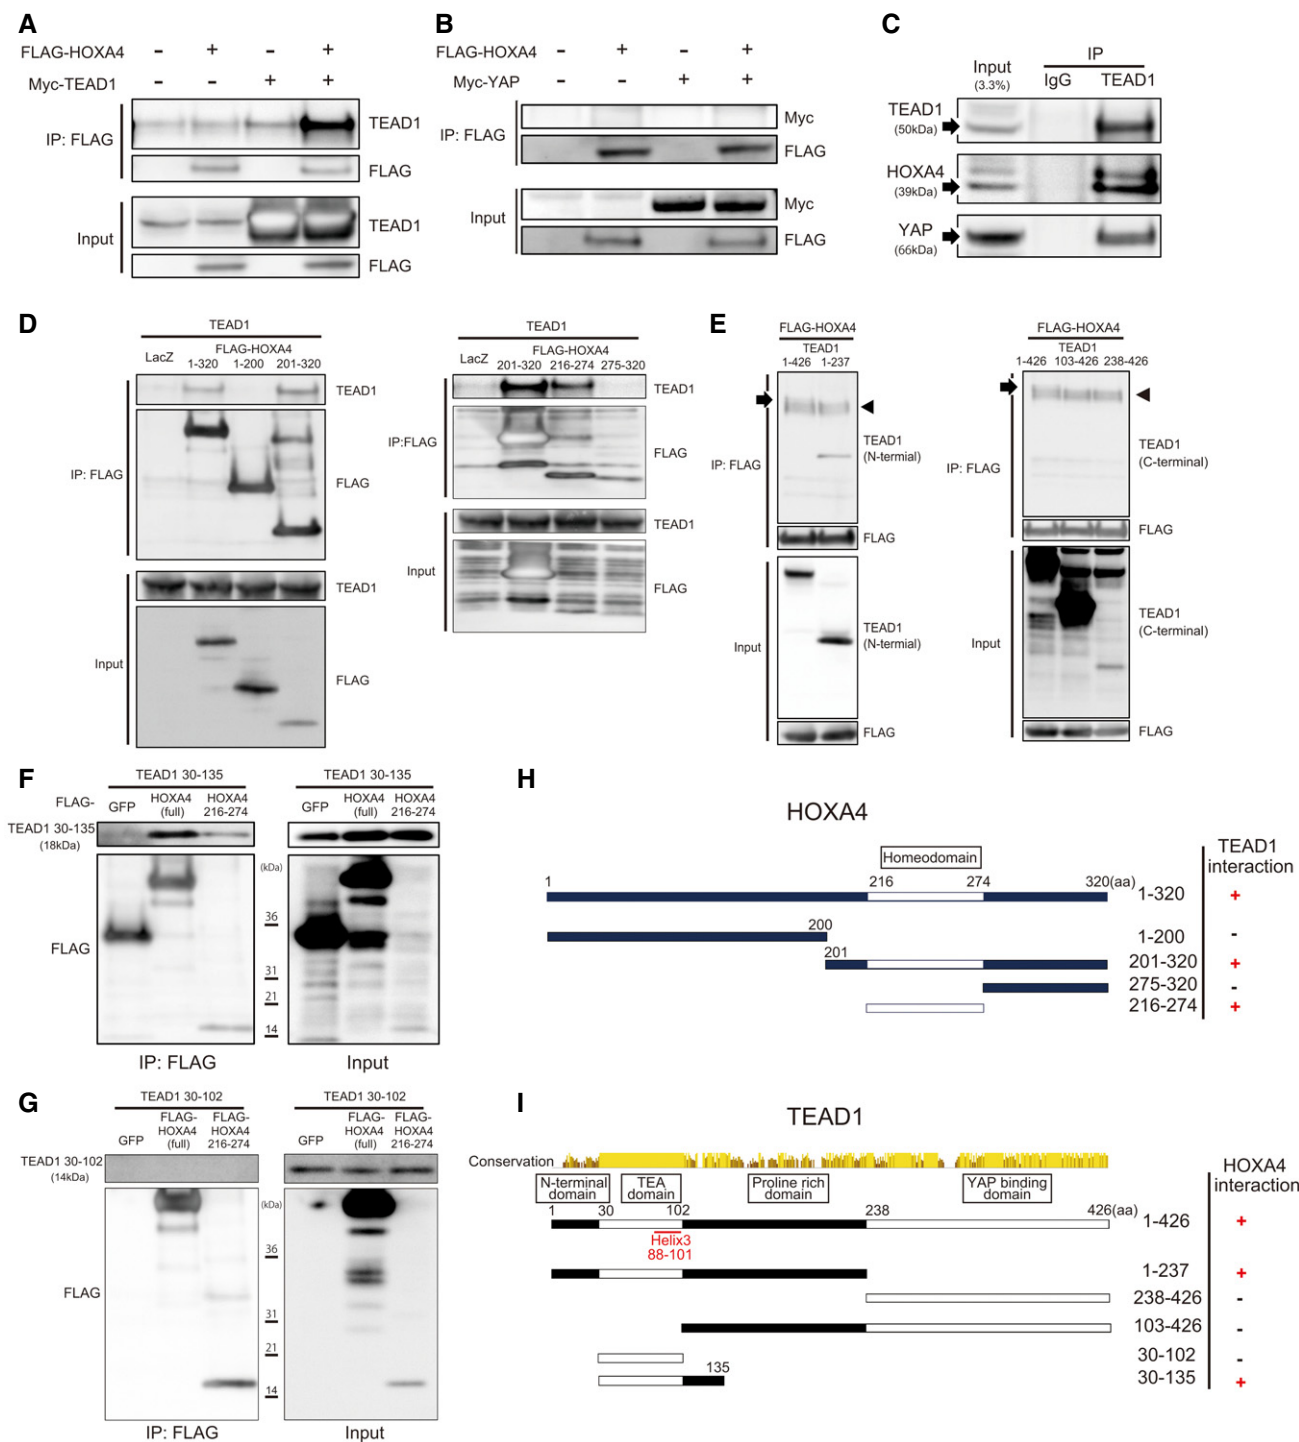 A
FLAG-HOXA4 - + - +
Myc-TEAD1 - - + +
IP: FLAG
TEAD1
FLAG
Input
TEAD1
FLAG
B
FLAG-HOXA4 - + - +
Myc-YAP - - + +
IP: FLAG
Myc
FLAG
Input
Myc
FLAG
C
IP
Input IgG TEAD1
(3.3%)
TEAD1
(50kDa)
HOXA4
(39kDa)
YAP
(66kDa)
D
TEAD1
FLAG-HOXA4
LacZ 1-320 1-200 201-320
TEAD1
IP: FLAG
FLAG
TEAD1
Input
FLAG
TEAD1
FLAG-HOXA4
LacZ 201-320 216-274 275-320
TEAD1
IP:FLAG
FLAG
TEAD1
Input
FLAG
E
FLAG-HOXA4
TEAD1
1-426 1-237
IP: FLAG
TEAD1
(N-termial)
FLAG
Input
TEAD1
(N-termial)
FLAG
FLAG-HOXA4
TEAD1
1-426 103-426 238-426
IP: FLAG
TEAD1
(C-terminal)
FLAG
Input
TEAD1
(C-terminal)
FLAG
F
TEAD1 30-135
FLAG- GFP HOXA4 (full) HOXA4 216-274
TEAD1 30-135
(18kDa)
FLAG
IP: FLAG
TEAD1 30-135
GFP HOXA4 (full) HOXA4 216-274
(kDa)
36
31
21
14
Input
G
TEAD1 30-102
GFP FLAG-HOXA4 (full) FLAG-HOXA4 216-274
TEAD1 30-102
(14kDa)
FLAG
IP: FLAG
TEAD1 30-102
GFP FLAG-HOXA4 (full) FLAG-HOXA4 216-274
(kDa)
36
31
21
14
Input
H
HOXA4
TEAD1
interaction
Homeodomain
1 216 274 320(aa)
1-320 +
200
1-200 -
201
201-320 +
275-320 -
216-274 +
I
TEAD1
Conservation
HOXA4
interaction
N-terminal
domain
TEA
domain
Proline rich
domain
YAP binding
domain
1 30 102 238 426(aa)
1-426 +
Helix3
88-101
1-237 +
238-426 -
103-426 -
30-102 -
135
30-135 +